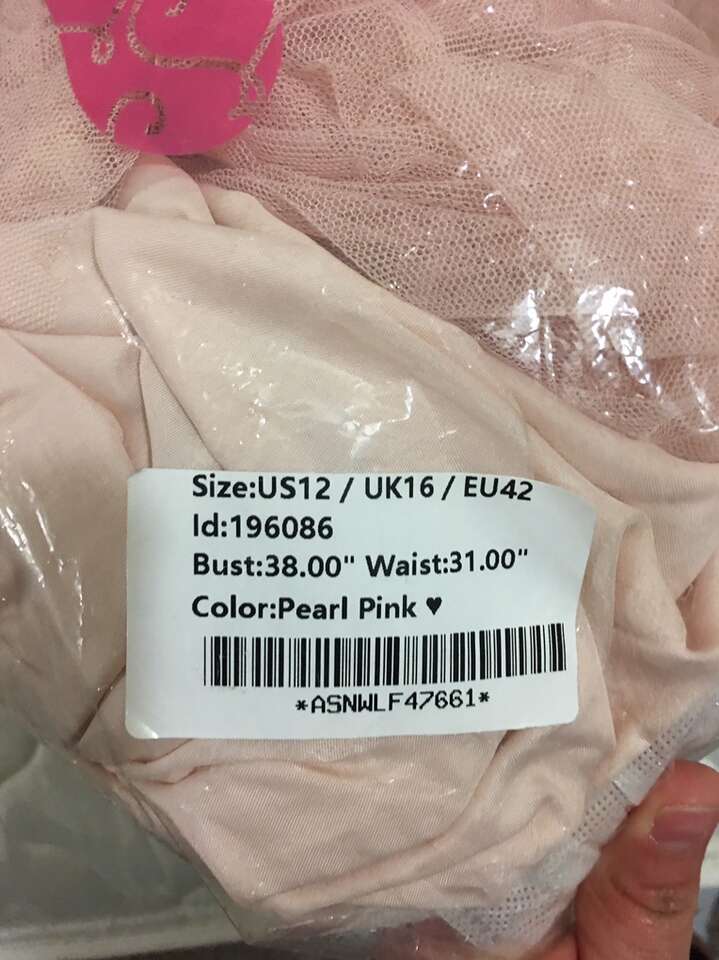 Size:US12 / UK16 / EU42
Id:196086
Bust:38.00" Waist:31.00"
Color:Pearl Pink ♥
*ASNWLF47661*